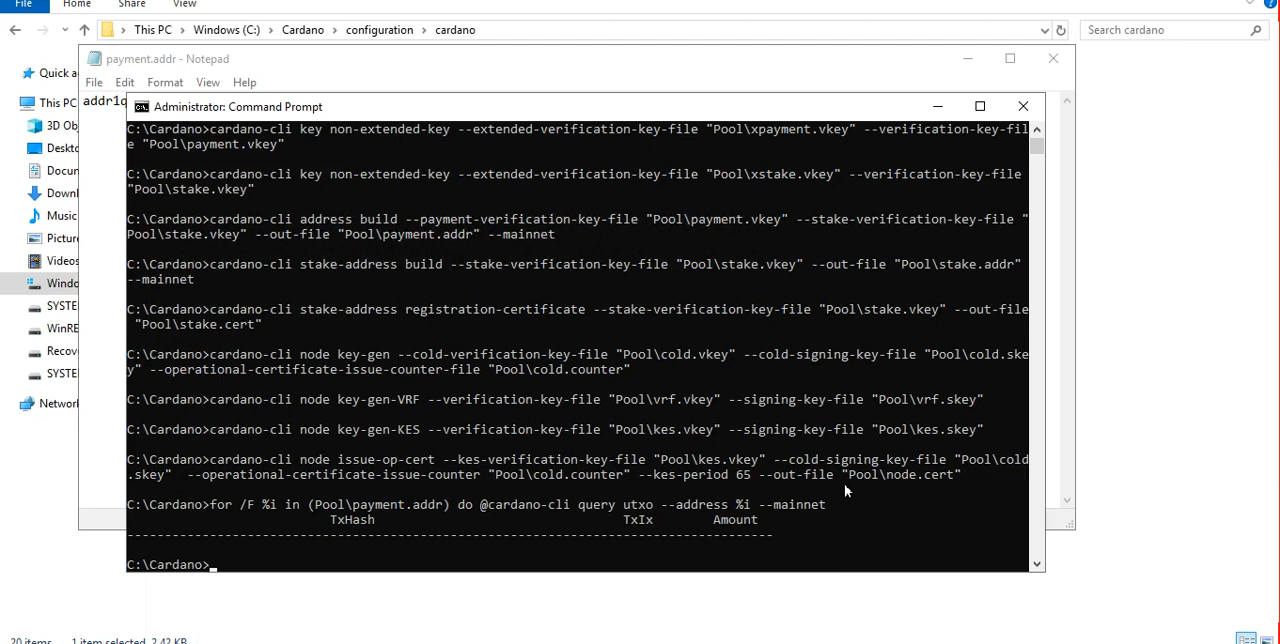 File Home Share View
This PC Windows (C:) Cardano configuration cardano Search cardano
payment.addr - Notepad
File Edit Format View Help
addr1q
Quick a
This PC
3D Ob
Deskto
Docun
Downl
Music
Picture
Videos
Windo
SYSTE
WinRE
Recov
SYSTE
Networ
Administrator: Command Prompt
C:\Cardano>cardano-cli key non-extended-key --extended-verification-key-file "Pool\xpayment.vkey" --verification-key-fil
e "Pool\payment.vkey"
C:\Cardano>cardano-cli key non-extended-key --extended-verification-key-file "Pool\xstake.vkey" --verification-key-file
"Pool\stake.vkey"
C:\Cardano>cardano-cli address build --payment-verification-key-file "Pool\payment.vkey" --stake-verification-key-file "
Pool\stake.vkey" --out-file "Pool\payment.addr" --mainnet
C:\Cardano>cardano-cli stake-address build --stake-verification-key-file "Pool\stake.vkey" --out-file "Pool\stake.addr"
--mainnet
C:\Cardano>cardano-cli stake-address registration-certificate --stake-verification-key-file "Pool\stake.vkey" --out-file
"Pool\stake.cert"
C:\Cardano>cardano-cli node key-gen --cold-verification-key-file "Pool\cold.vkey" --cold-signing-key-file "Pool\cold.ske
y" --operational-certificate-issue-counter-file "Pool\cold.counter"
C:\Cardano>cardano-cli node key-gen-VRF --verification-key-file "Pool\vrf.vkey" --signing-key-file "Pool\vrf.skey"
C:\Cardano>cardano-cli node key-gen-KES --verification-key-file "Pool\kes.vkey" --signing-key-file "Pool\kes.skey"
C:\Cardano>cardano-cli node issue-op-cert --kes-verification-key-file "Pool\kes.vkey" --cold-signing-key-file "Pool\cold
.skey"  --operational-certificate-issue-counter "Pool\cold.counter" --kes-period 65 --out-file "Pool\node.cert"
C:\Cardano>for /F %i in (Pool\payment.addr) do @cardano-cli query utxo --address %i --mainnet
TxHash TxIx Amount
--------------------------------------------------------------------------------------
C:\Cardano>
20 items 1 item selected 2.42 KB